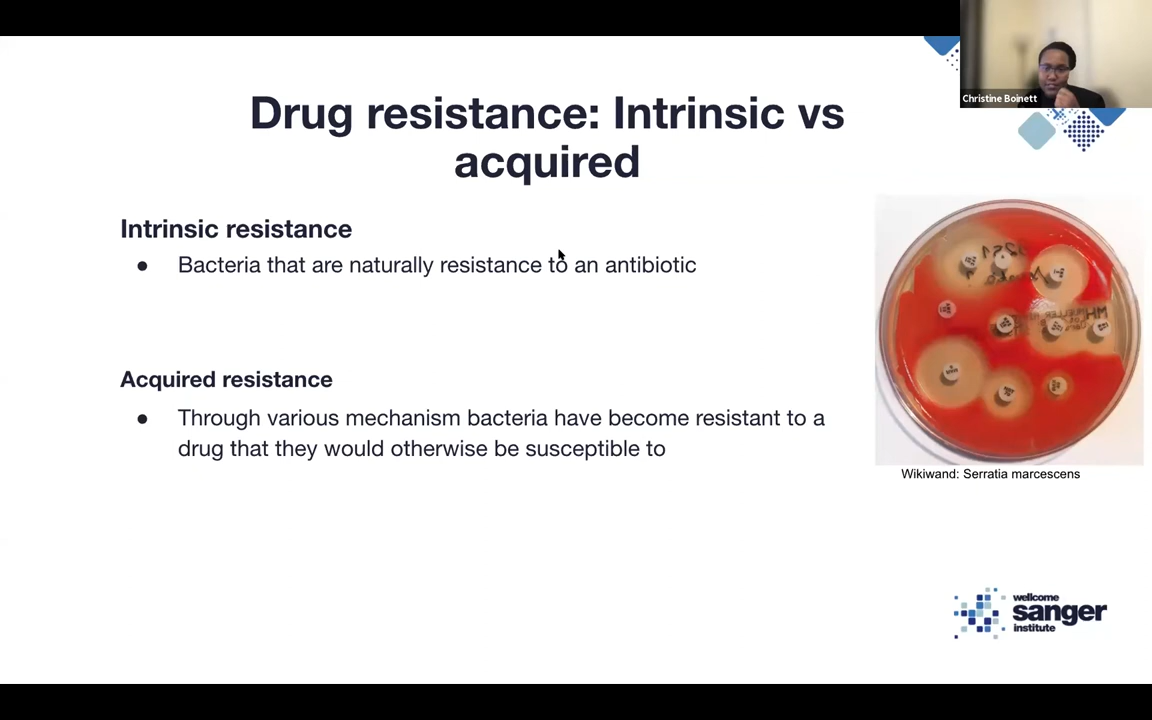 Christine Boinett
Drug resistance: Intrinsic vs
acquired
Intrinsic resistance
● Bacteria that are naturally resistance to an antibiotic
Acquired resistance
● Through various mechanism bacteria have become resistant to a
drug that they would otherwise be susceptible to
Wikiwand: Serratia marcescens
wellcome
sanger
institute